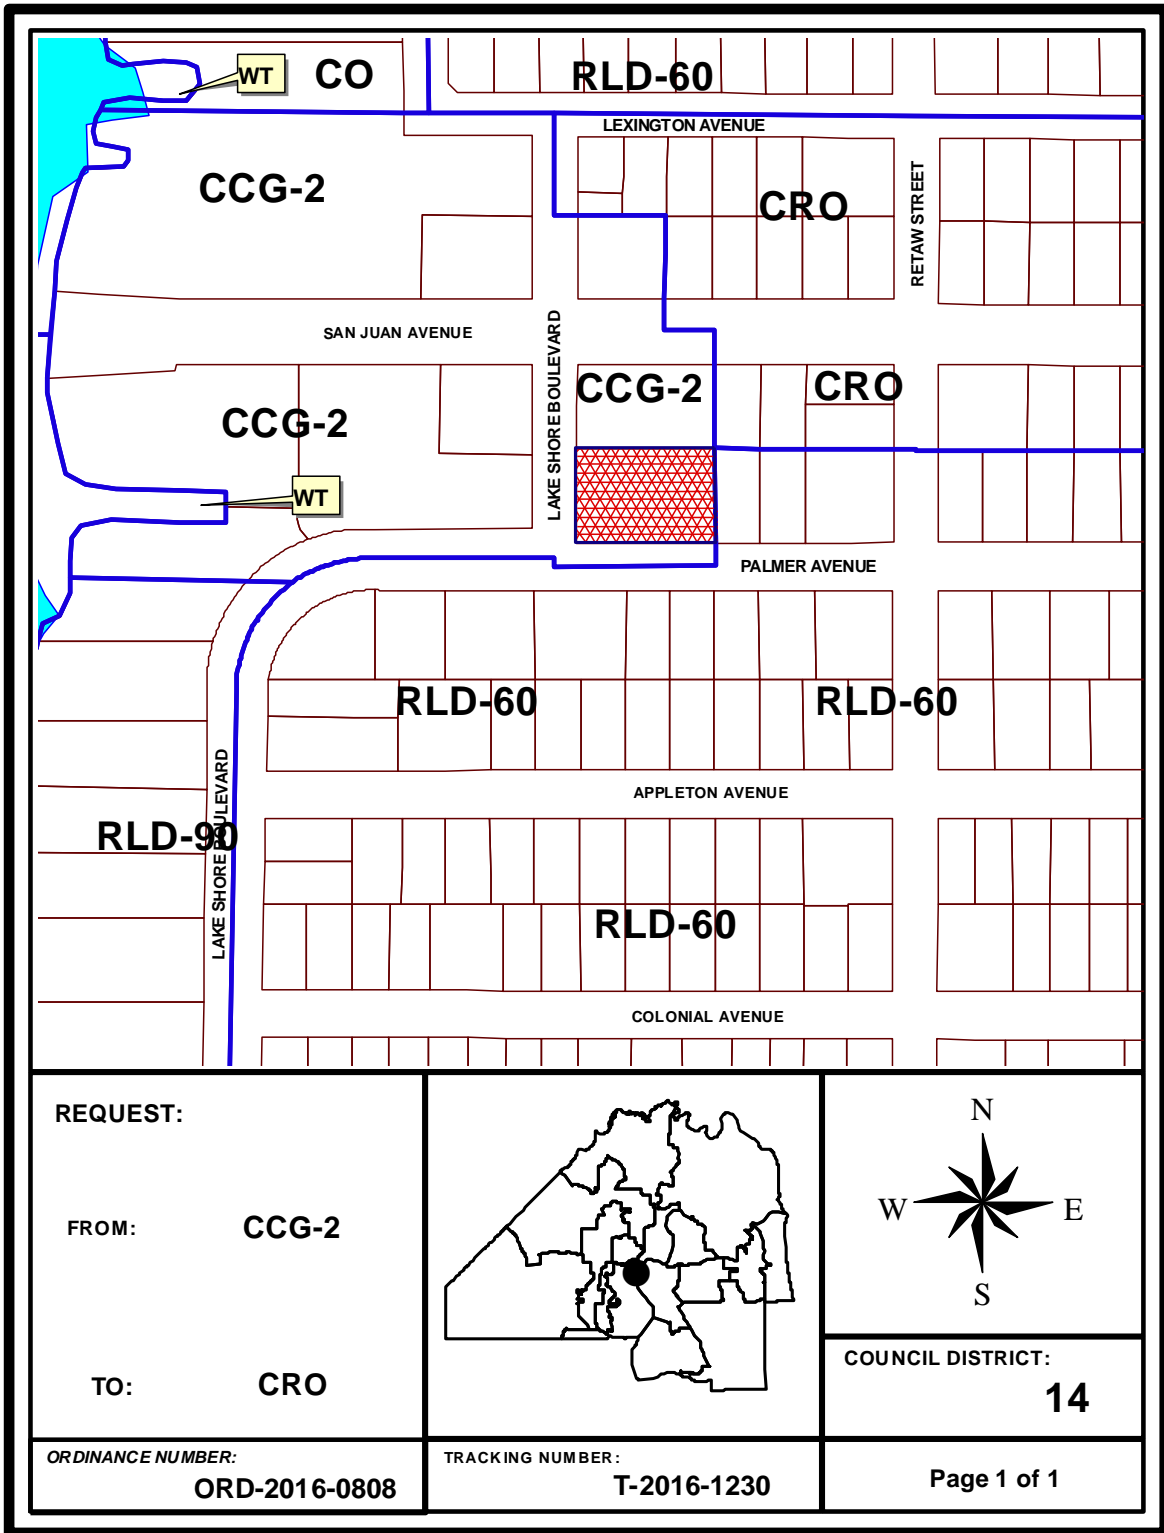 WT
CO
RLD-60
LEXINGTON AVENUE
CCG-2
CRO
RETAW STREET
SAN JUAN AVENUE
LAKE SHORE BOULEVARD
CCG-2
CRO
CCG-2
WT
PALMER AVENUE
RLD-60
RLD-60
LAKE SHORE BOULEVARD
APPLETON AVENUE
RLD-90
RLD-60
COLONIAL AVENUE
REQUEST:
FROM: CCG-2
TO: CRO
N
W E
S
COUNCIL DISTRICT:
14
ORDINANCE NUMBER:
ORD-2016-0808
TRACKING NUMBER:
T-2016-1230
Page 1 of 1